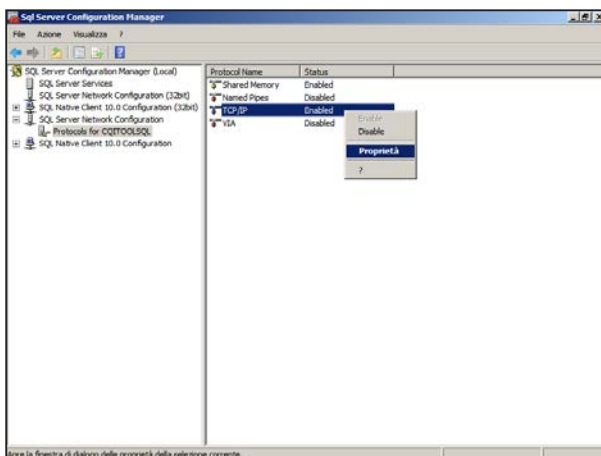 Sql Server Configuration Manager
File Azione Visualizza ?
SQL Server Configuration Manager (Local)
SQL Server Services
SQL Server Network Configuration (32bit)
SQL Native Client 10.0 Configuration (32bit)
SQL Server Network Configuration
Protocols for CQITOOLSQL
SQL Native Client 10.0 Configuration
Protocol Name Status
Shared Memory Enabled
Named Pipes Disabled
TCP/IP Enabled
VIA Disabled
Enable
Disable
Proprietà
?
Apre la finestra di dialogo delle proprietà della selezione corrente.